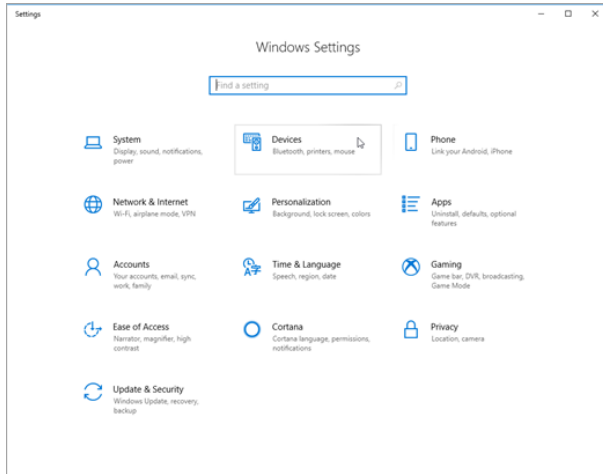 Settings
Windows Settings
Find a setting
System
Display, sound, notifications,
power
Devices
Bluetooth, printers, mouse
Phone
Link your Android, iPhone
Network & Internet
Wi-Fi, airplane mode, VPN
Personalization
Background, lock screen, colors
Apps
Uninstall, defaults, optional
features
Accounts
Your accounts, email, sync,
work, family
Time & Language
Speech, region, date
Gaming
Game bar, DVR, broadcasting,
Game Mode
Ease of Access
Narrator, magnifier, high
contrast
Cortana
Cortana language, permissions,
notifications
Privacy
Location, camera
Update & Security
Windows Update, recovery,
backup